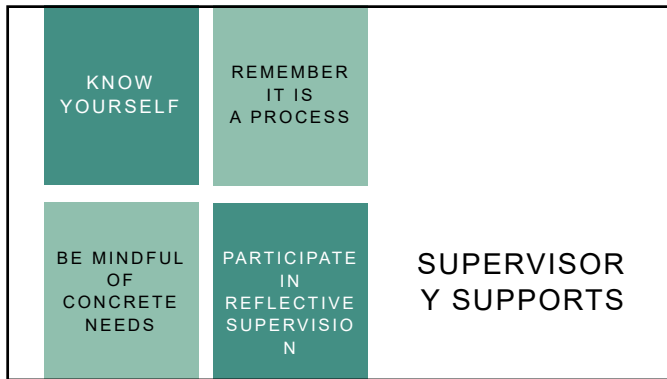 KNOW
YOURSELF
REMEMBER
IT IS
A PROCESS
BE MINDFUL
OF
CONCRETE
NEEDS
PARTICIPATE
IN
REFLECTIVE
SUPERVISIO
N
SUPERVISOR
Y SUPPORTS